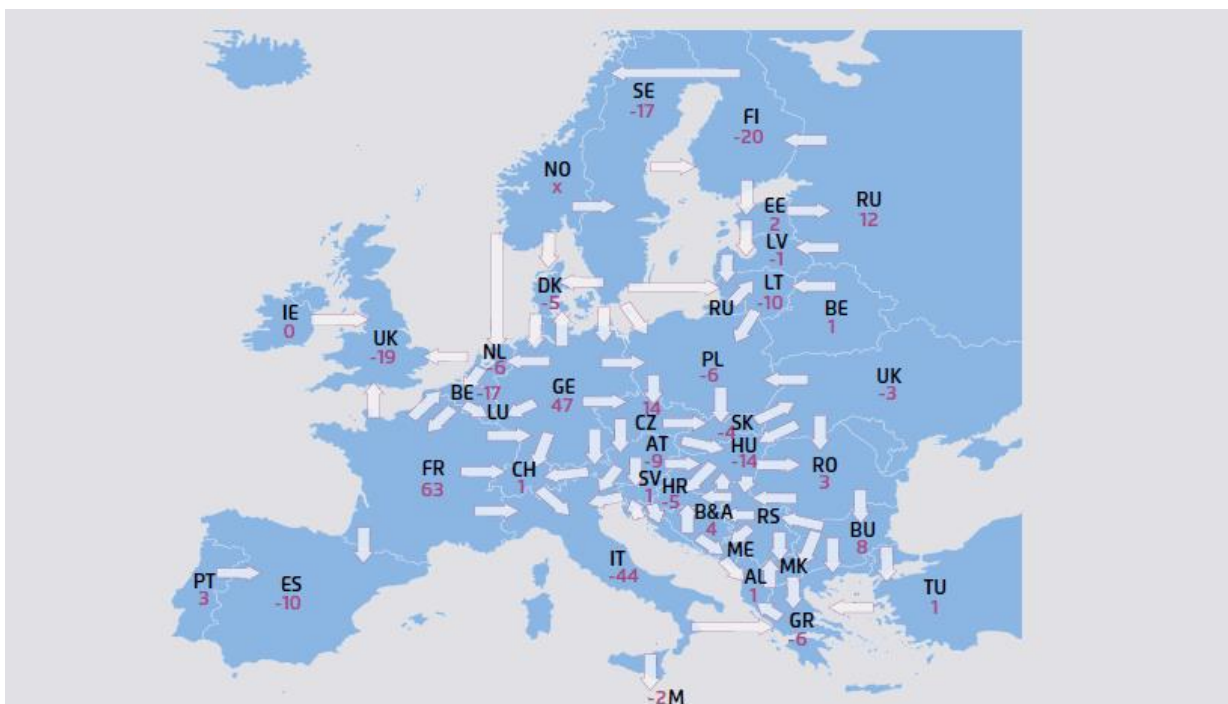 SE
-17
FI
-20
NO
x
EE
2
RU
12
LV
-1
DK
-5
LT
-10
RU
BE
1
IE
0
UK
-19
NL
-6
PL
-6
UK
-3
GE
47
BE -17
LU
14
CZ
SK
-4
AT
-9
HU
-14
FR
63
CH
1
RO
3
SV
1
HR
-5
B&A
4
RS
BU
8
ME
IT
-44
MK
AL
1
PT
3
ES
-10
TU
1
GR
-6
-2 M